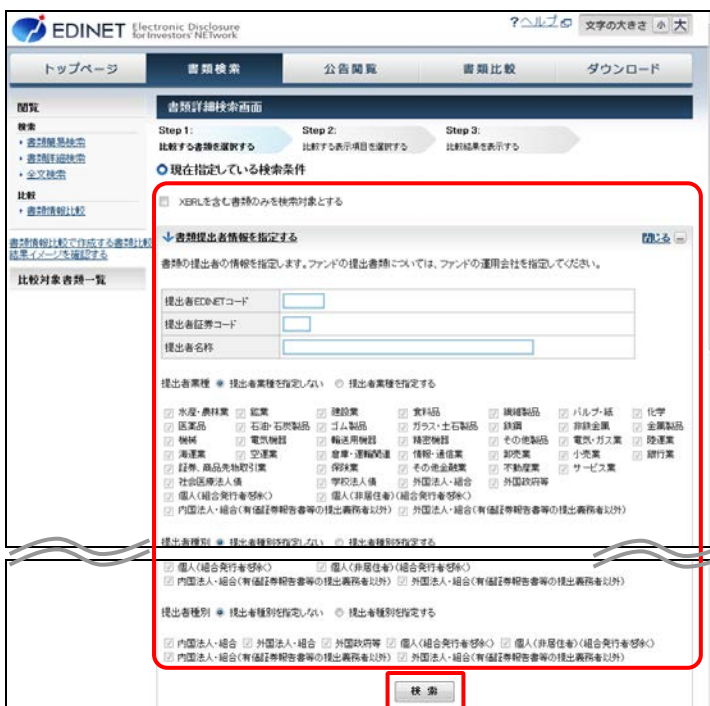 EDINET Electronic Disclosure
for Investors' NETwork
?ヘルプ 文字の大きさ 小 大
トップページ 書類検索 公告閲覧 書類比較 ダウンロード
閲覧
検索
・書類簡易検索
・書類詳細検索
・全文検索
比較
・書類情報比較
書類情報比較で作成する書類比較
結果イメージを確認する
比較対象書類一覧
書類詳細検索画面
Step 1: Step 2: Step 3:
比較する書類を選択する 比較する表示項目を選択する 比較結果を表示する
現在指定している検索条件
XBRLを含む書類のみを検索対象とする
書類提出者情報を指定する 閉じる
書類の提出者の情報を指定します。ファンドの提出書類については、ファンドの運用会社を指定してください。
提出者EDINETコード
提出者証券コード
提出者名称
提出者業種 提出者業種を指定しない 提出者業種を指定する
水産・農林業 鉱業 建設業 食料品 繊維製品 パルプ・紙 化学
医薬品 石油・石炭製品 ゴム製品 ガラス・土石製品 鉄鋼 非鉄金属 金属製品
機械 電気機器 輸送用機器 精密機器 その他製品 電気・ガス業 陸運業
海運業 空運業 倉庫・運輸関連 情報・通信業 卸売業 小売業 銀行業
証券、商品先物取引業 保険業 その他金融業 不動産業 サービス業
社会医療法人債 学校法人債 外国法人・組合 外国政府等
個人(組合発行者を除く) 個人(非居住者)(組合発行者を除く)
内国法人・組合(有価証券報告書等の提出義務者以外) 外国法人・組合(有価証券報告書等の提出義務者以外)
提出者種別 提出者種別を指定しない 提出者種別を指定する
個人(組合発行者を除く) 個人(非居住者)(組合発行者を除く)
内国法人・組合(有価証券報告書等の提出義務者以外) 外国法人・組合(有価証券報告書等の提出義務者以外)
提出者種別 提出者種別を指定しない 提出者種別を指定する
内国法人・組合 外国法人・組合 外国政府等 個人(組合発行者を除く) 個人(非居住者)(組合発行者を除く)
内国法人・組合(有価証券報告書等の提出義務者以外) 外国法人・組合(有価証券報告書等の提出義務者以外)
検 索